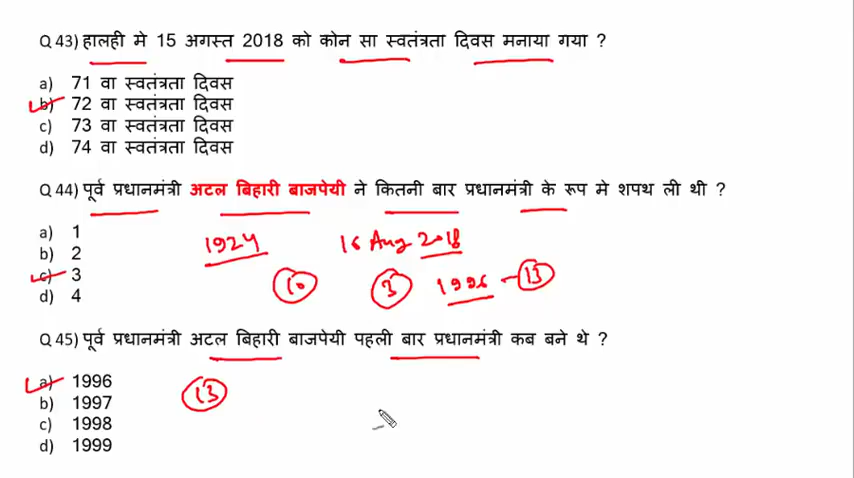 Q 43) हालही मे 15 अगस्त 2018 को कोन सा स्वतंत्रता दिवस मनाया गया ?
a) 71 वा स्वतंत्रता दिवस
b) 72 वा स्वतंत्रता दिवस
c) 73 वा स्वतंत्रता दिवस
d) 74 वा स्वतंत्रता दिवस
Q 44) पूर्व प्रधानमंत्री अटल बिहारी बाजपेयी ने कितनी बार प्रधानमंत्री के रूप मे शपथ ली थी ?
a) 1
b) 2
c) 3
d) 4
1924 16 Aug 2018
10 3 1996 - 13
Q 45) पूर्व प्रधानमंत्री अटल बिहारी बाजपेयी पहली बार प्रधानमंत्री कब बने थे ?
a) 1996
b) 1997
c) 1998
d) 1999
13